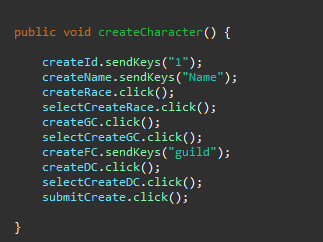 public void createCharacter() {
createId.sendKeys("1");
createName.sendKeys("Name");
createRace.click();
selectCreateRace.click();
createGC.click();
selectCreateGC.click();
createFC.sendKeys("guild");
createDC.click();
selectCreateDC.click();
submitCreate.click();
}